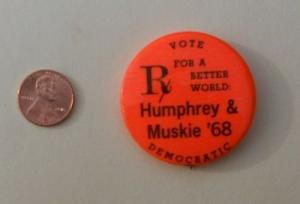 VOTE
℞ FOR A
BETTER
WORLD:
Humphrey &
Muskie '68
DEMOCRATIC